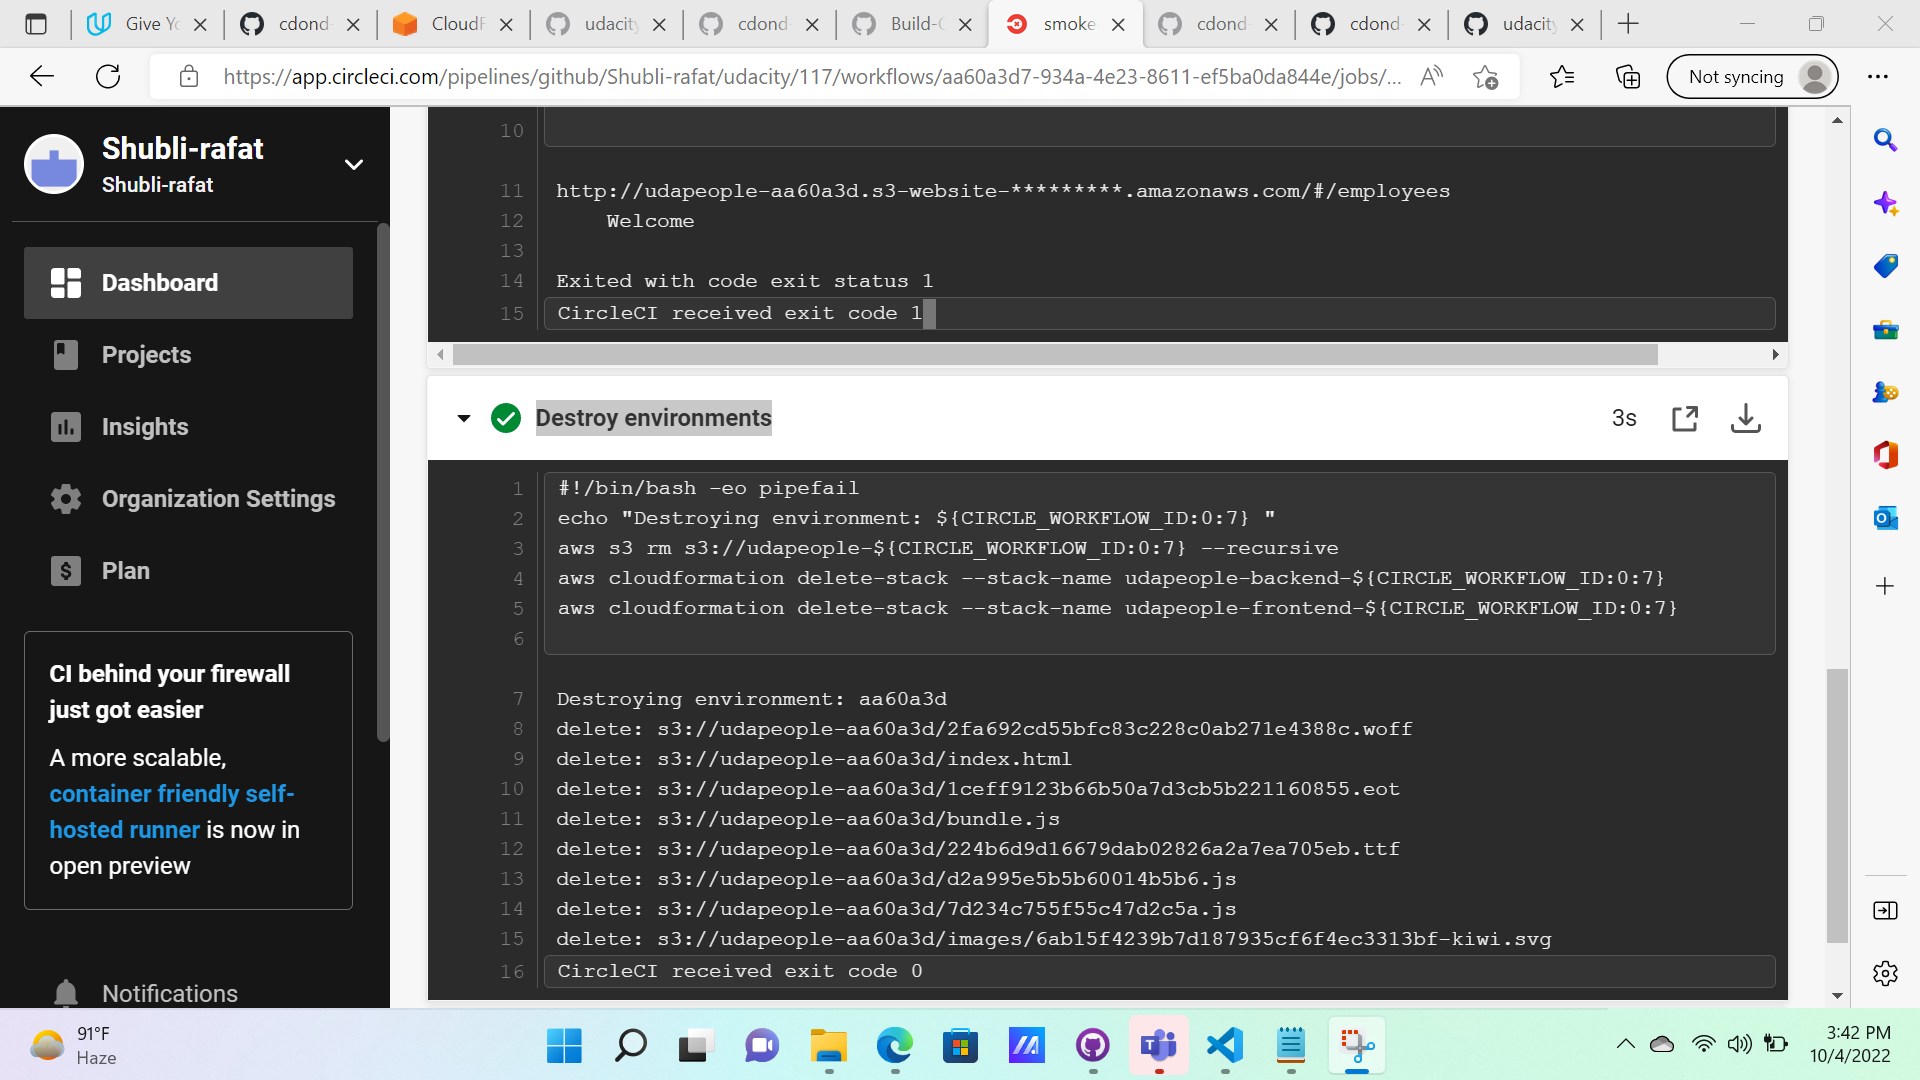 Give Yo
cdond-
CloudF
udacity
cdond-
Build-C
smoke
cdond-
cdond-
udacity
https://app.circleci.com/pipelines/github/Shubli-rafat/udacity/117/workflows/aa60a3d7-934a-4e23-8611-ef5ba0da844e/jobs/...
Not syncing
Shubli-rafat
Shubli-rafat
Dashboard
Projects
Insights
Organization Settings
Plan
CI behind your firewall
just got easier
A more scalable,
container friendly self-
hosted runner is now in
open preview
Notifications
10
11 http://udapeople-aa60a3d.s3-website-*********.amazonaws.com/#/employees
12 Welcome
13
14 Exited with code exit status 1
15 CircleCI received exit code 1
Destroy environments
3s
1 #!/bin/bash -eo pipefail
2 echo "Destroying environment: ${CIRCLE_WORKFLOW_ID:0:7} "
3 aws s3 rm s3://udapeople-${CIRCLE_WORKFLOW_ID:0:7} --recursive
4 aws cloudformation delete-stack --stack-name udapeople-backend-${CIRCLE_WORKFLOW_ID:0:7}
5 aws cloudformation delete-stack --stack-name udapeople-frontend-${CIRCLE_WORKFLOW_ID:0:7}
6
7 Destroying environment: aa60a3d
8 delete: s3://udapeople-aa60a3d/2fa692cd55bfc83c228c0ab271e4388c.woff
9 delete: s3://udapeople-aa60a3d/index.html
10 delete: s3://udapeople-aa60a3d/1ceff9123b66b50a7d3cb5b221160855.eot
11 delete: s3://udapeople-aa60a3d/bundle.js
12 delete: s3://udapeople-aa60a3d/224b6d9d16679dab02826a2a7ea705eb.ttf
13 delete: s3://udapeople-aa60a3d/d2a995e5b5b60014b5b6.js
14 delete: s3://udapeople-aa60a3d/7d234c755f55c47d2c5a.js
15 delete: s3://udapeople-aa60a3d/images/6ab15f4239b7d187935cf6f4ec3313bf-kiwi.svg
16 CircleCI received exit code 0
91°F
Haze
3:42 PM
10/4/2022